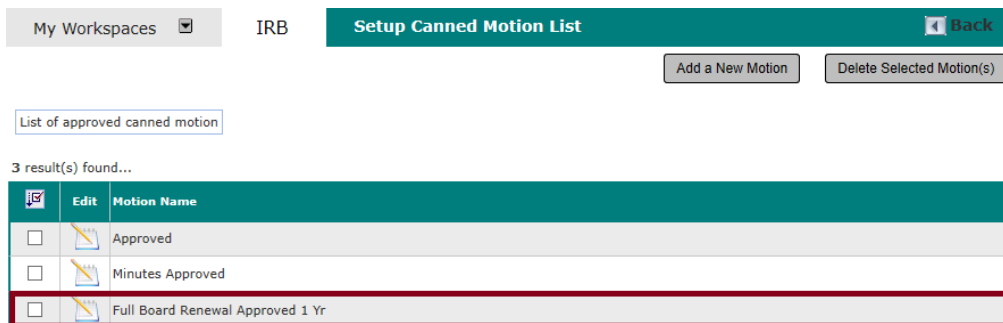 My Workspaces IRB Setup Canned Motion List Back
Add a New Motion Delete Selected Motion(s)
List of approved canned motion
3 result(s) found...
Edit Motion Name
Approved
Minutes Approved
Full Board Renewal Approved 1 Yr